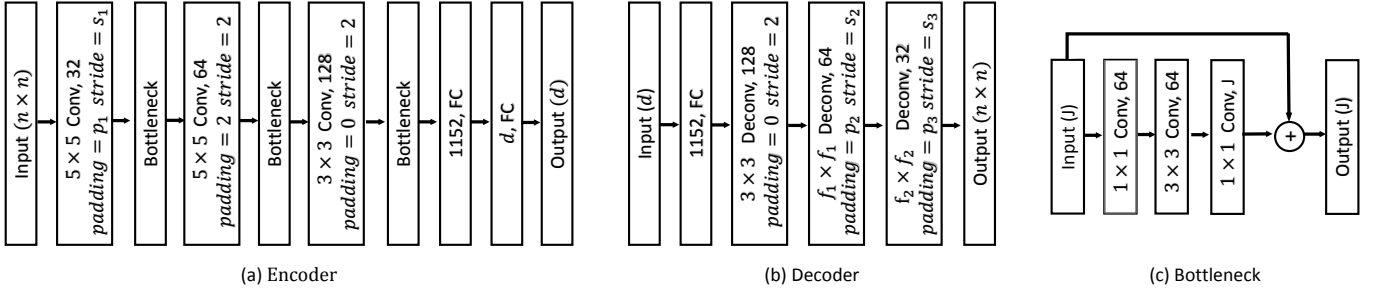 Input (n × n)
5 × 5 Conv, 32
padding = p₁ stride = s₁
Bottleneck
5 × 5 Conv, 64
padding = 2 stride = 2
Bottleneck
3 × 3 Conv, 128
padding = 0 stride = 2
Bottleneck
1152, FC
d, FC
Output (d)
(a) Encoder
Input (d)
1152, FC
3 × 3 Deconv, 128
padding = 0 stride = 2
f₁ × f₁ Deconv, 64
padding = p₂ stride = s₂
f₂ × f₂ Deconv, 32
padding = p₃ stride = s₃
Output (n × n)
(b) Decoder
Input (J)
1 × 1 Conv, 64
3 × 3 Conv, 64
1 × 1 Conv, J
+
Output (J)
(c) Bottleneck